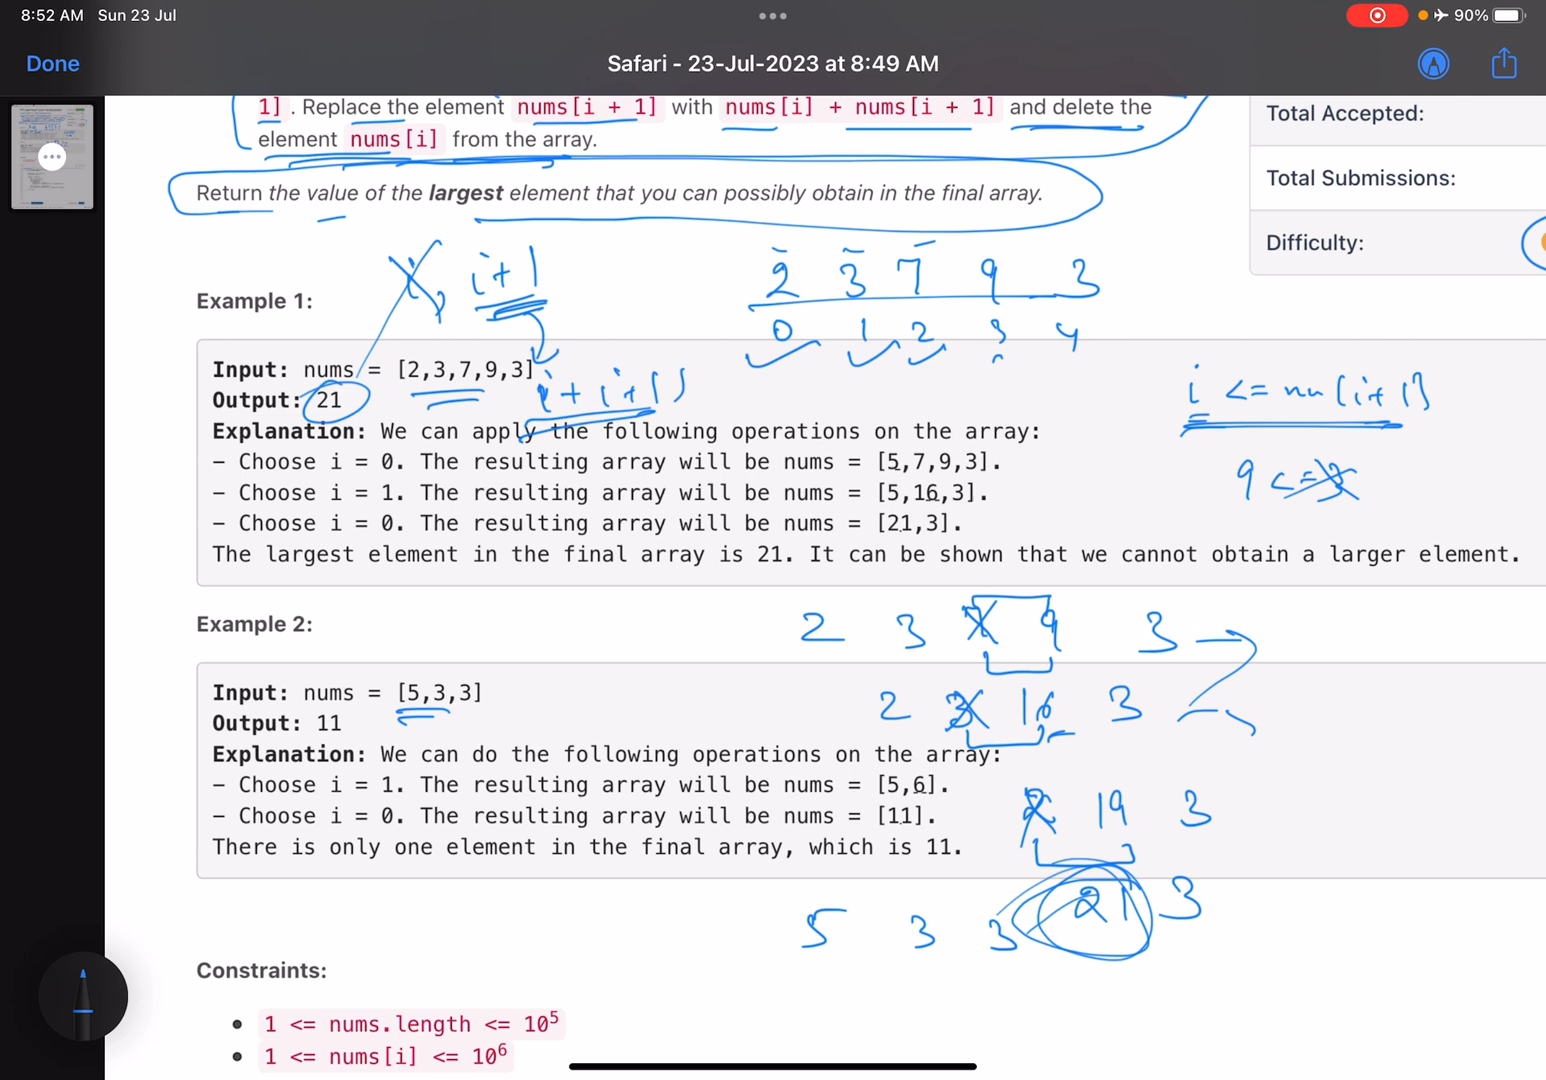 8:52 AM Sun 23 Jul
90%
Done
Safari - 23-Jul-2023 at 8:49 AM
1] . Replace the element nums[i + 1] with nums[i] + nums[i + 1] and delete the
element nums[i] from the array.
Return the value of the largest element that you can possibly obtain in the final array.
Total Accepted:
Total Submissions:
Difficulty:
i, i+1
2 3 7 9 3
0 1 2 3 4
Example 1:
Input: nums = [2,3,7,9,3]
Output: 21
i + i+1)
i <= nu[i+1]
9 <= 3
Explanation: We can apply the following operations on the array:
- Choose i = 0. The resulting array will be nums = [5,7,9,3].
- Choose i = 1. The resulting array will be nums = [5,16,3].
- Choose i = 0. The resulting array will be nums = [21,3].
The largest element in the final array is 21. It can be shown that we cannot obtain a larger element.
Example 2:
2 3 7 9 3
Input: nums = [5,3,3]
Output: 11
2 3 16 3
Explanation: We can do the following operations on the array:
- Choose i = 1. The resulting array will be nums = [5,6].
- Choose i = 0. The resulting array will be nums = [11].
There is only one element in the final array, which is 11.
2 19 3
21 3
5 3 3
Constraints:
1 <= nums.length <= 10⁵
1 <= nums[i] <= 10⁶